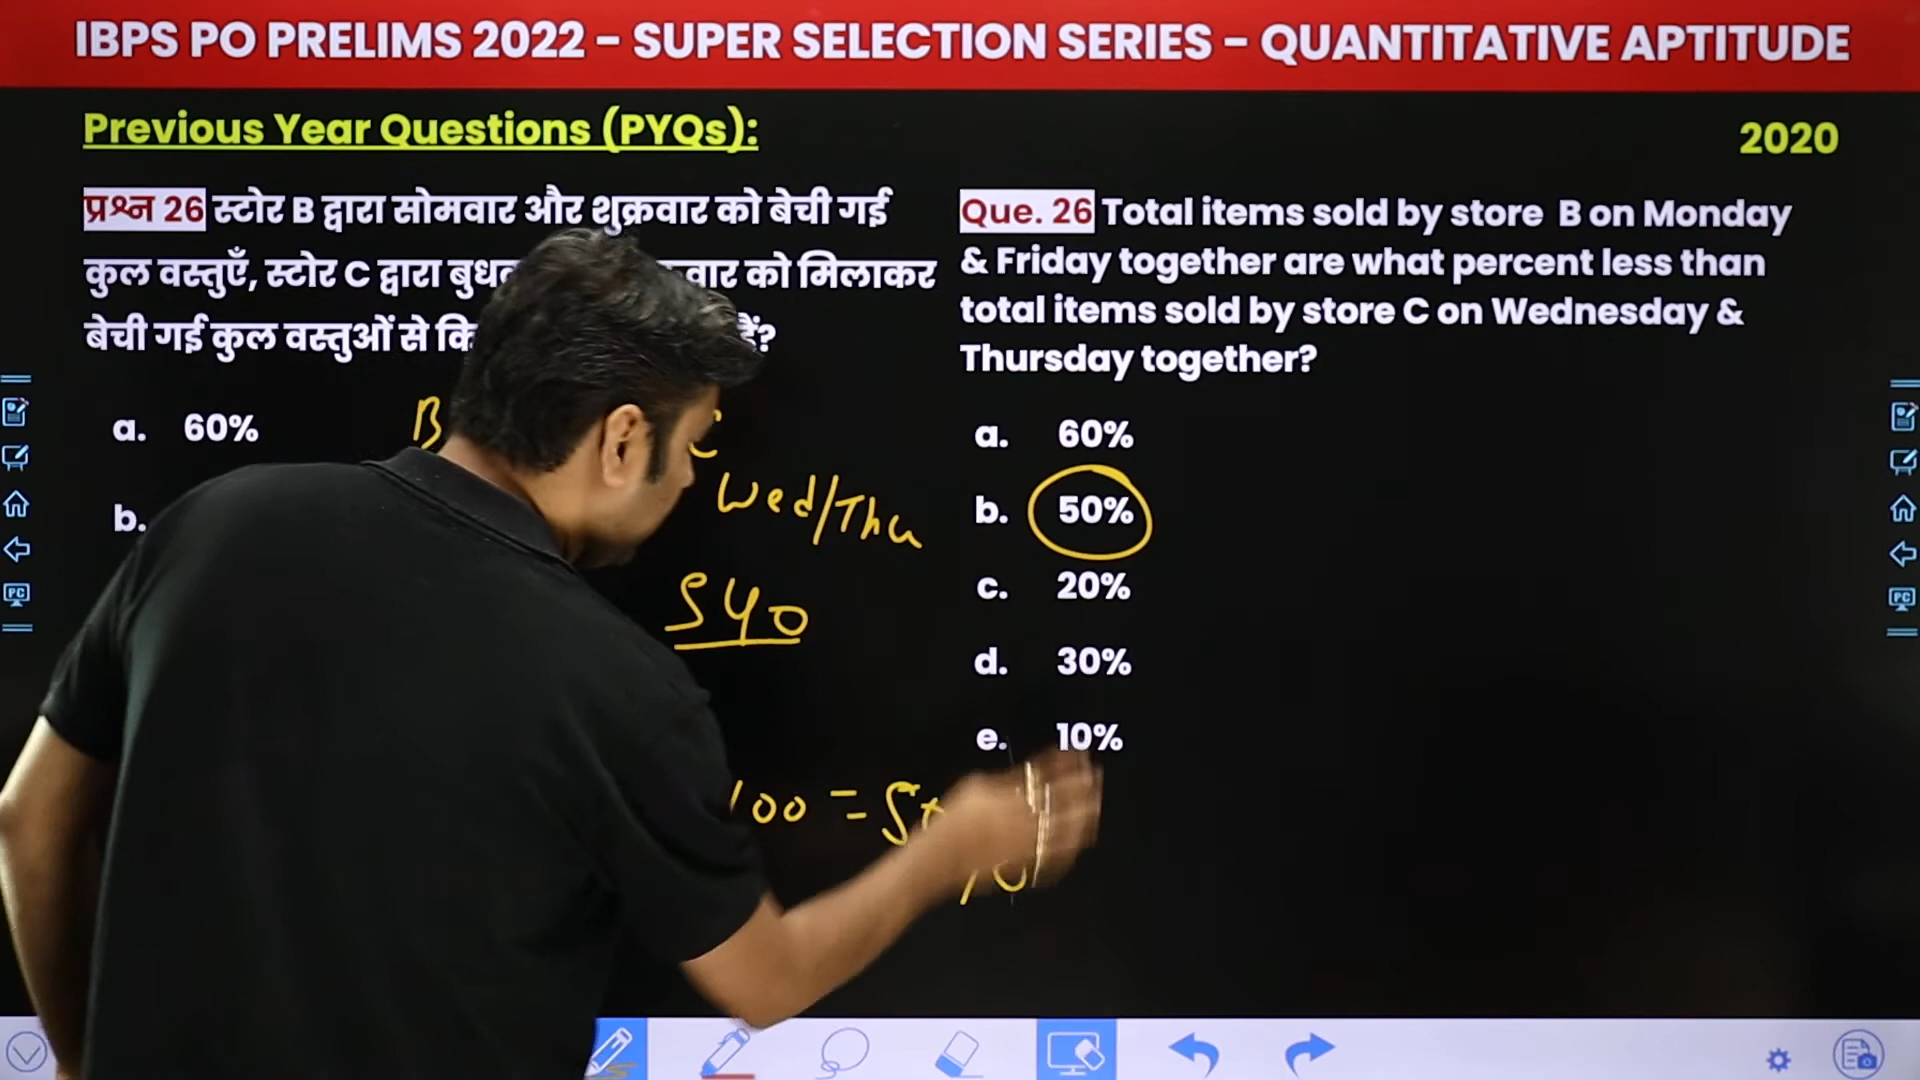 IBPS PO PRELIMS 2022 - SUPER SELECTION SERIES - QUANTITATIVE APTITUDE
Previous Year Questions (PYQs):
2020
प्रश्न 26 स्टोर B द्वारा सोमवार और शुक्रवार को बेची गई
कुल वस्तुएँ, स्टोर C द्वारा को मिलाकर
बेची गई कुल वस्तुओं से
a. 60%
b.
B
Wed/Thu
540
100 =
Que. 26 Total items sold by store B on Monday
& Friday together are what percent less than
total items sold by store C on Wednesday &
Thursday together?
a. 60%
b. 50%
c. 20%
d. 30%
e. 10%
PC
PC